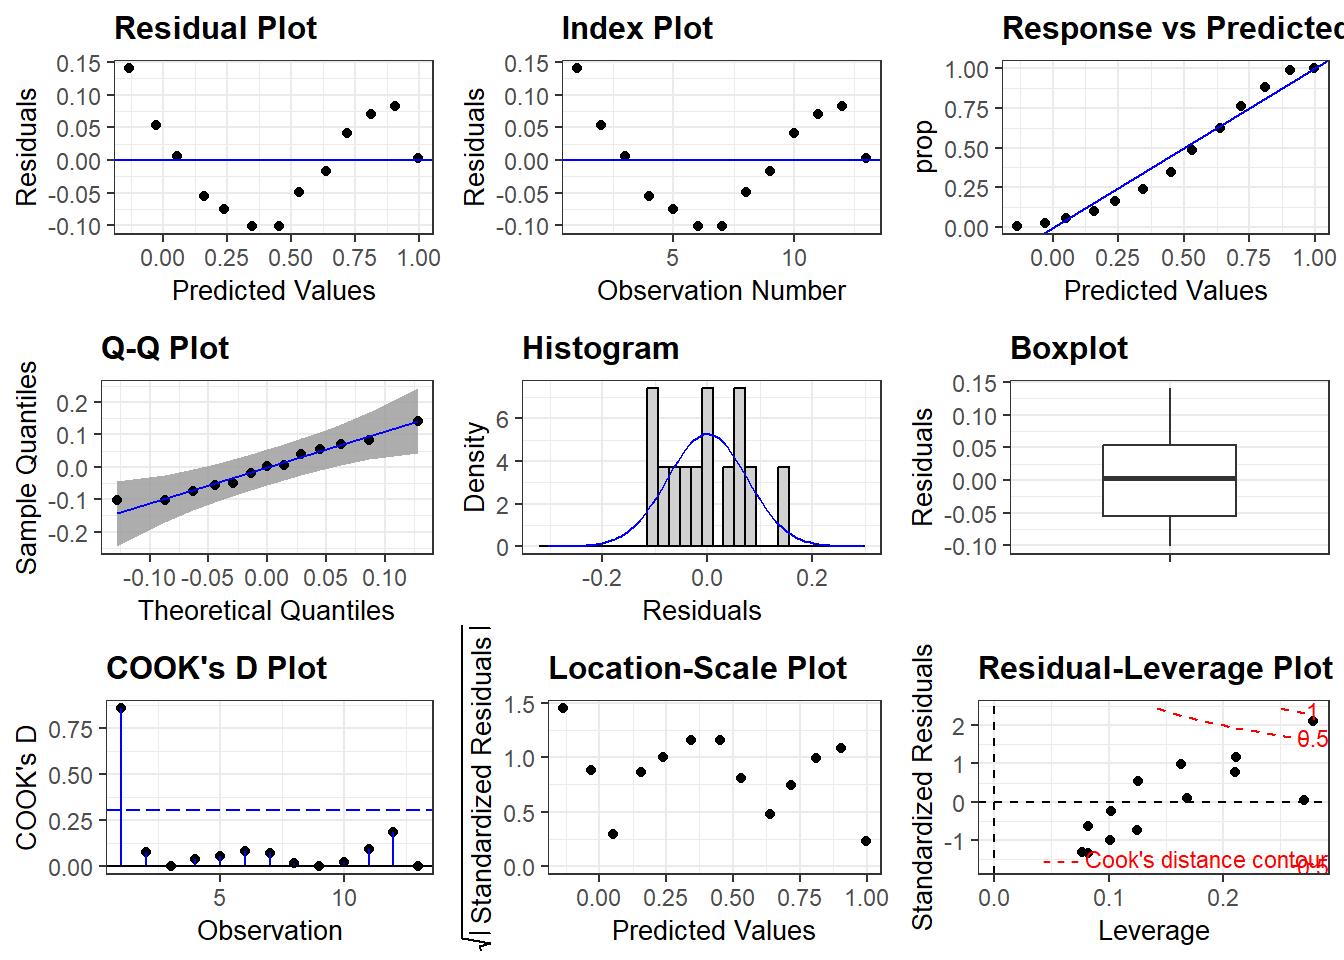 Residual Plot
Residuals
0.15
0.10
0.05
0.00
-0.05
-0.10
0.00 0.25 0.50 0.75 1.00
Predicted Values
Index Plot
Residuals
0.15
0.10
0.05
0.00
-0.05
-0.10
5 10
Observation Number
Response vs Predicted
prop
1.00
0.75
0.50
0.25
0.00
0.00 0.25 0.50 0.75 1.00
Predicted Values
Q-Q Plot
Sample Quantiles
0.2
0.1
0.0
-0.1
-0.2
-0.10 -0.05 0.00 0.05 0.10
Theoretical Quantiles
Histogram
Density
6
4
2
0
-0.2 0.0 0.2
Residuals
Boxplot
Residuals
0.15
0.10
0.05
0.00
-0.05
-0.10
COOK's D Plot
COOK's D
0.75
0.50
0.25
0.00
5 10
Observation
Location-Scale Plot
√| Standardized Residuals |
1.5
1.0
0.5
0.0
0.00 0.25 0.50 0.75 1.00
Predicted Values
Residual-Leverage Plot
Standardized Residuals
2
1
0
-1
1
0.5
Cook's distance contour
0.5
0.0 0.1 0.2
Leverage